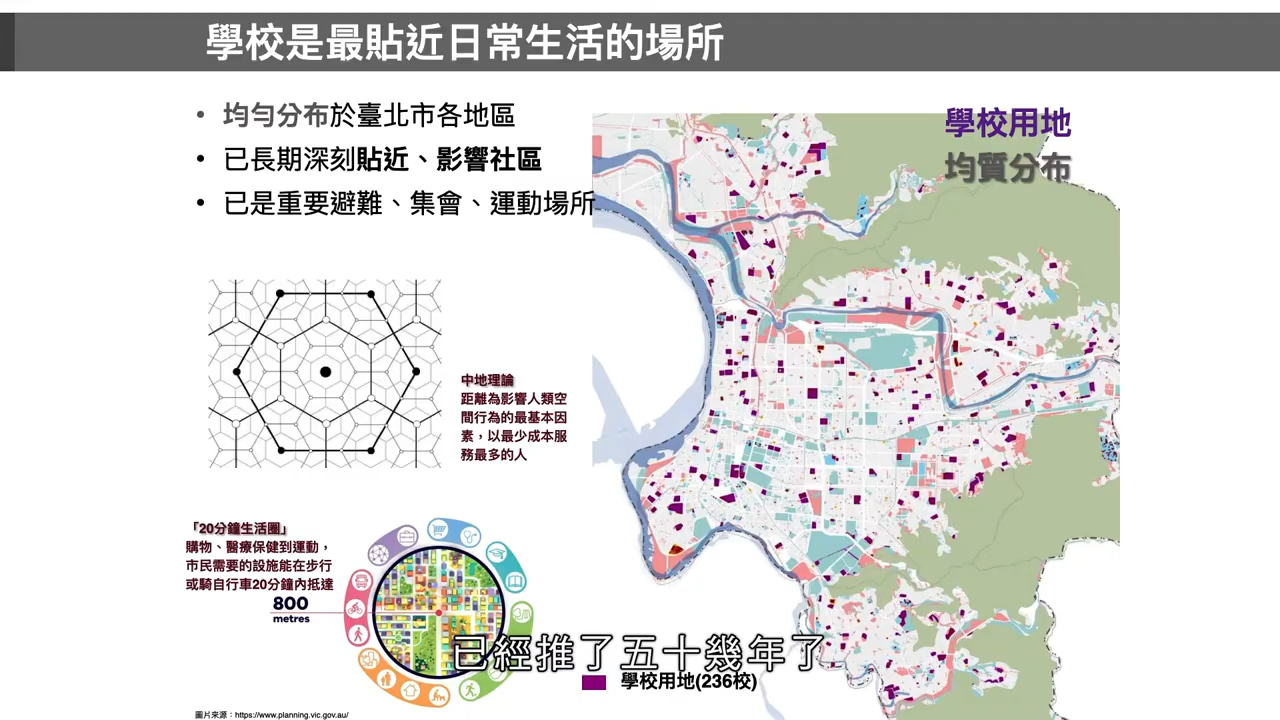 學校是最貼近日常生活的場所
• 均勻分布於臺北市各地區
• 已長期深刻貼近、影響社區
• 已是重要避難、集會、運動場所
學校用地
均質分布
中地理論
距離為影響人類空
間行為的最基本因
素，以最少成本服
務最多的人
「20分鐘生活圈」
購物、醫療保健到運動，
市民需要的設施能在步行
或騎自行車20分鐘內抵達
800
metres
已經推了五十幾年了
學校用地(236校)
圖片來源：https://www.planning.vic.gov.au/